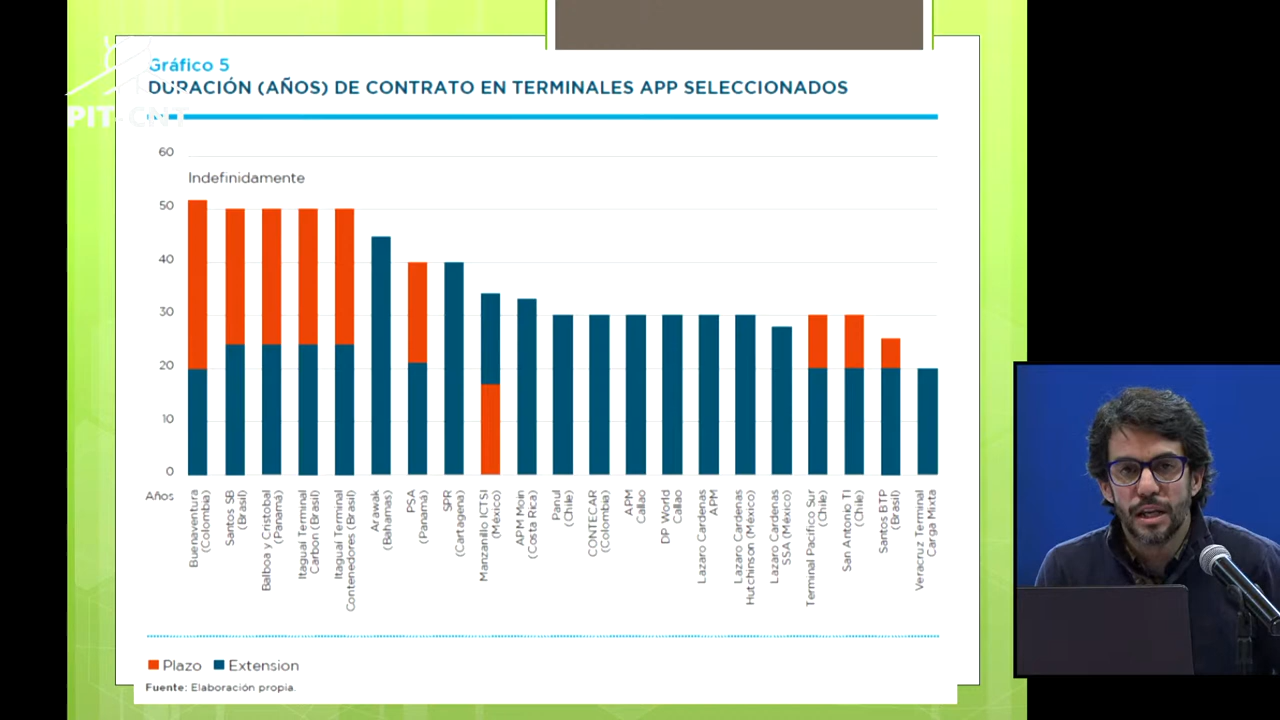 Gráfico 5
DURACIÓN (AÑOS) DE CONTRATO EN TERMINALES APP SELECCIONADOS
PIT-CNT
60
Indefinidamente
50
40
30
20
10
0
Años
Buenaventura
(Colombia)
Santos SB
(Brasil)
Balboa y Cristobal
(Panamá)
Itaguaí Terminal
Carbon (Brasil)
Itaguaí Terminal
Contenedores (Brasil)
Arawak
(Bahamas)
PSA
(Panamá)
SPR
(Cartagena)
Manzanillo ICTSI
(México)
APM Moin
(Costa Rica)
Panul
(Chile)
CONTECAR
(Colombia)
APM
Callao
DP World
Callao
Lazaro Cardenas
APM
Lazaro Cardenas
Hutchinson (México)
Lazaro Cardenas
SSA (México)
Terminal Pacifico Sur
(Chile)
San Antonio TI
(Chile)
Santos BTP
(Brasil)
Veracruz Terminal
Carga Mixta
Plazo Extension
Fuente: Elaboración propia.